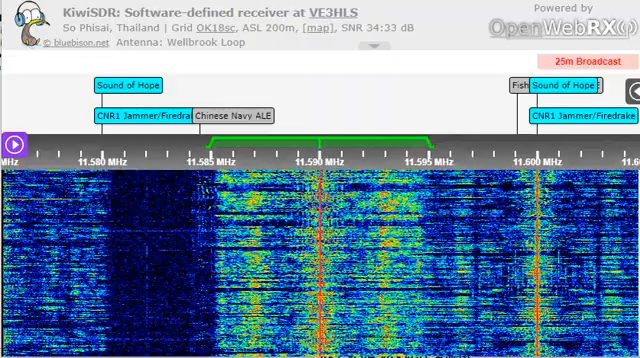 KiwiSDR: Software-defined receiver at VE3HLS
Powered by
So Phisai, Thailand | Grid OK18sc, ASL 200m, [map], SNR 34:33 dB
OpenWebRX
© bluebison.net Antenna: Wellbrook Loop
25m Broadcast
Sound of Hope
Fish
Sound of Hope
E
CNR1 Jammer/Firedra
Chinese Navy ALE
CNR1 Jammer/Firedrake
MHz
11.580 MHz
11.585 MHz
11.590 MHz
11.595 MHz
11.600 MHz
11.6